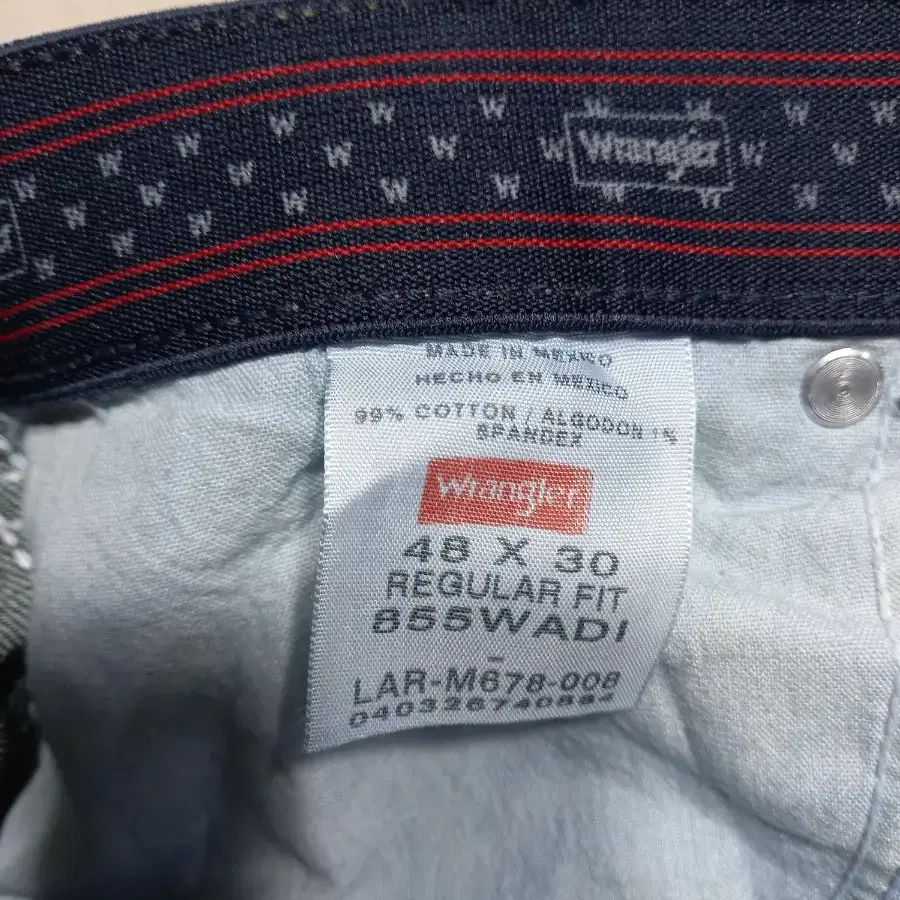 Wrangler
MADE IN MEXICO
HECHO EN MEXICO
99% COTTON / ALGODON 1%
SPANDEX
Wrangler
48 X 30
REGULAR FIT
855WADI
LAR-M678-008